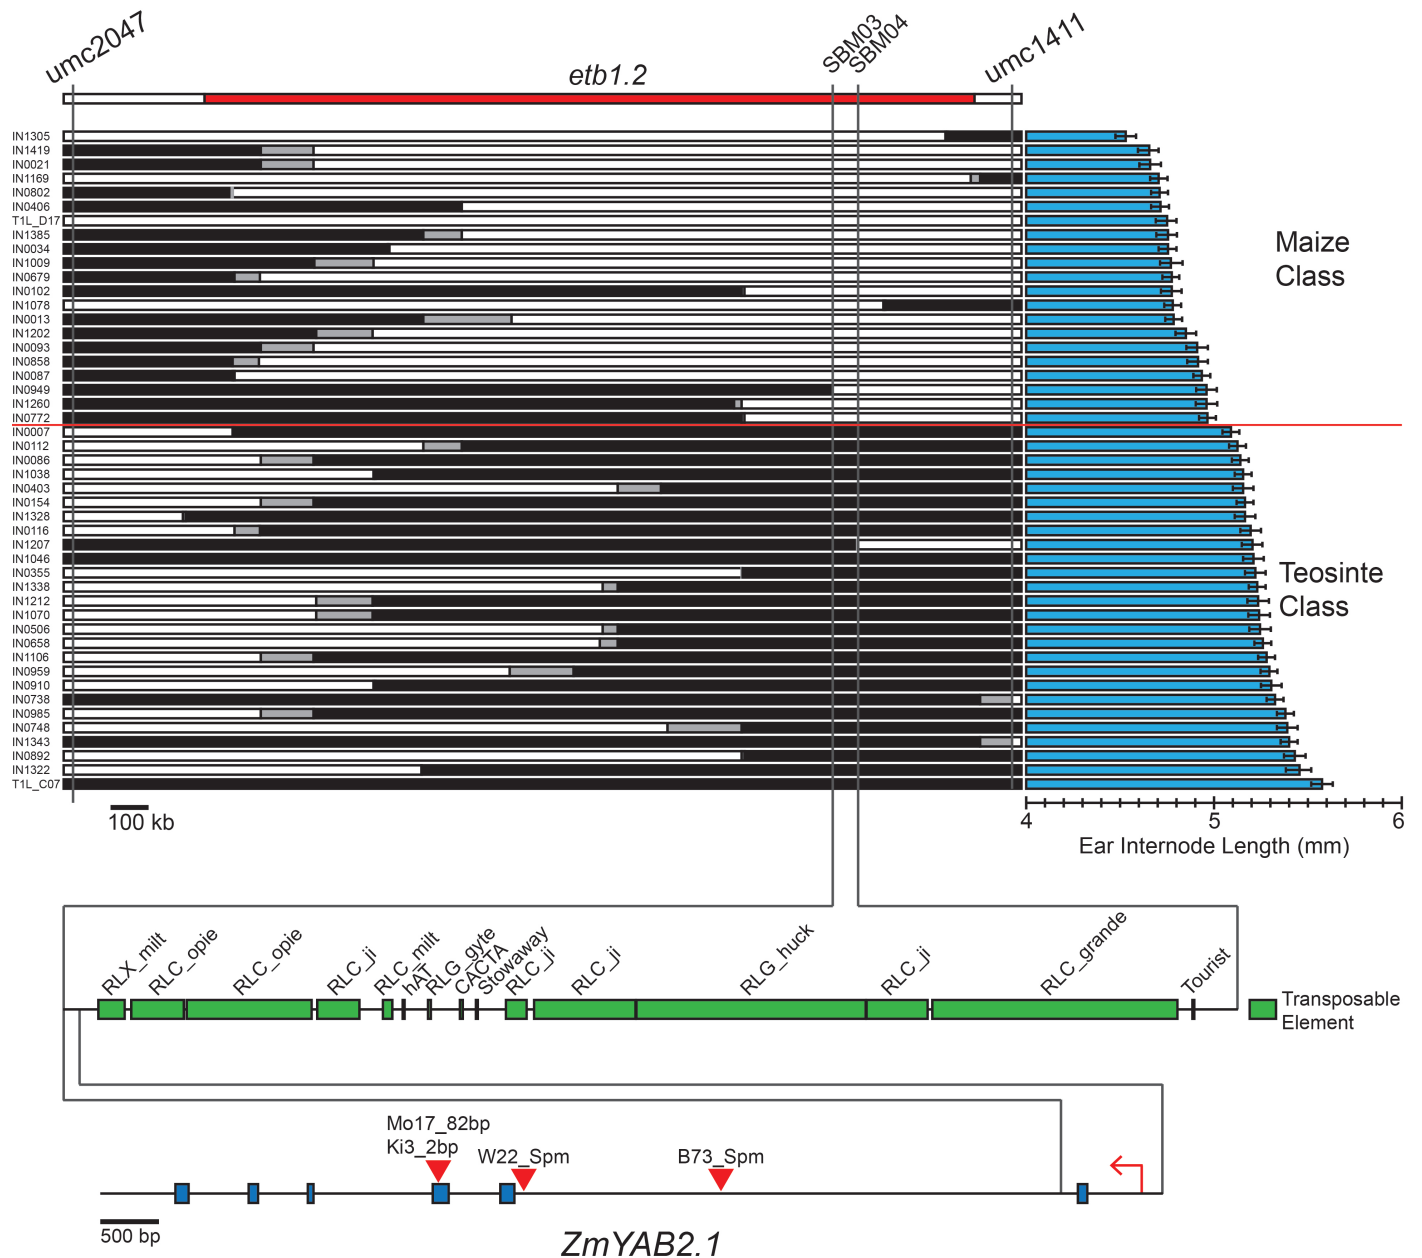 umc2047
etb1.2
SBM03
SBM04
umc1411
IN1305
IN1419
IN0021
IN1169
IN0802
IN0406
T1L_D17
IN1385
IN0034
IN1009
IN0679
IN0102
IN1078
IN0013
IN1202
IN0093
IN0858
IN0087
IN0949
IN1260
IN0772
Maize
Class
IN0007
IN0112
IN0086
IN1038
IN0403
IN0154
IN1328
IN0116
IN1207
IN1046
IN0355
IN1338
IN1212
IN1070
IN0506
IN0658
IN1106
IN0959
IN0910
IN0738
IN0985
IN0748
IN1343
IN0892
IN1322
T1L_C07
Teosinte
Class
100 kb
4 5 6
Ear Internode Length (mm)
RLX_milt
RLC_opie
RLC_opie
RLC_ji
RLC_milt
hAT
RLG_gyte
CACTA
Stowaway
RLC_ji
RLC_ji
RLG_huck
RLC_ji
RLC_grande
Tourist
Transposable
Element
Mo17_82bp
Ki3_2bp
W22_Spm
B73_Spm
500 bp
ZmYAB2.1